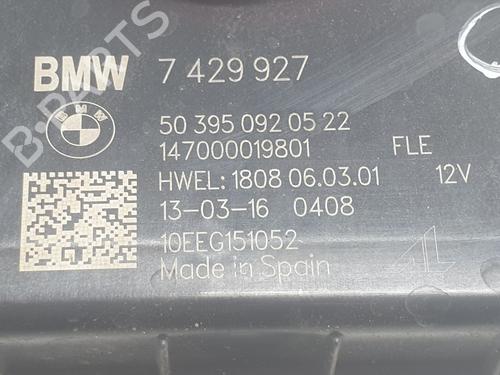 BMW 7 429 927
BMW
50 395 092 05 22
147000019801 FLE
HWEL: 1808 06.03.01 12V
13-03-16 0408
10EEG151052
Made in Spain
B-PARTS